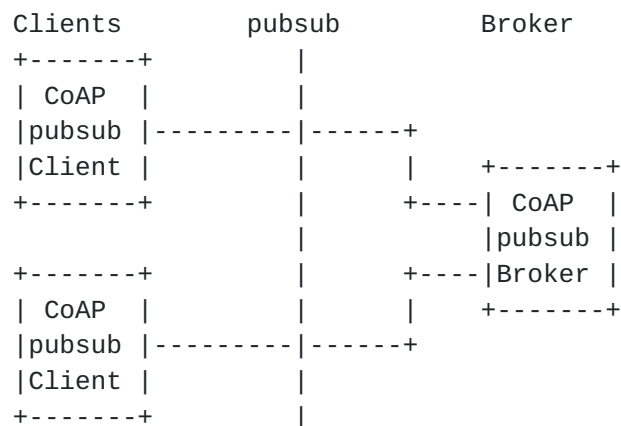 Clients        pubsub         Broker
+-------+         |
| CoAP  |         |
|pubsub |---------|------+
|Client |         |      |    +-------+
+-------+         |      +----| CoAP  |
                  |           |pubsub |
+-------+         |      +----|Broker |
| CoAP  |         |      |    +-------+
|pubsub |---------|------+
|Client |         |
+-------+         |